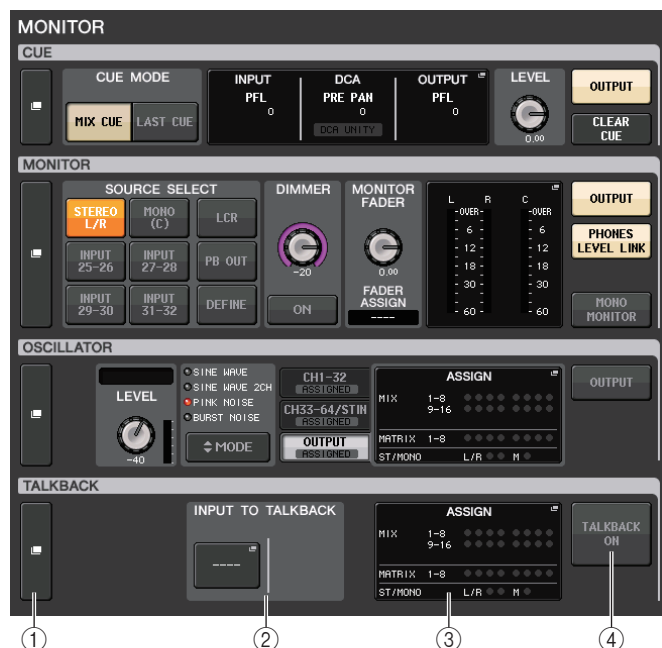 MONITOR
CUE
CUE MODE
MIX CUE
LAST CUE
INPUT
PFL
0
DCA
PRE PAN
0
DCA UNITY
OUTPUT
PFL
0
LEVEL
0.00
OUTPUT
CLEAR
CUE
MONITOR
SOURCE SELECT
STEREO
L/R
MONO
(C)
LCR
INPUT
25-26
INPUT
27-28
PB OUT
INPUT
29-30
INPUT
31-32
DEFINE
DIMMER
-20
ON
MONITOR
FADER
0.00
FADER
ASSIGN
----
L R C
-OVER- -OVER
- 6 - - 6
- 12 - - 12
- 18 - - 18
- 30 - - 30
- 60 - - 60
OUTPUT
PHONES
LEVEL LINK
MONO
MONITOR
OSCILLATOR
LEVEL
-40
SINE WAVE
SINE WAVE 2CH
PINK NOISE
BURST NOISE
MODE
CH1-32
ASSIGNED
CH33-64/STIN
ASSIGNED
OUTPUT
ASSIGNED
ASSIGN
MIX 1-8
9-16
MATRIX 1-8
ST/MONO L/R M
OUTPUT
TALKBACK
INPUT TO TALKBACK
----
ASSIGN
MIX 1-8
9-16
MATRIX 1-8
ST/MONO L/R M
TALKBACK
ON
① ② ③ ④